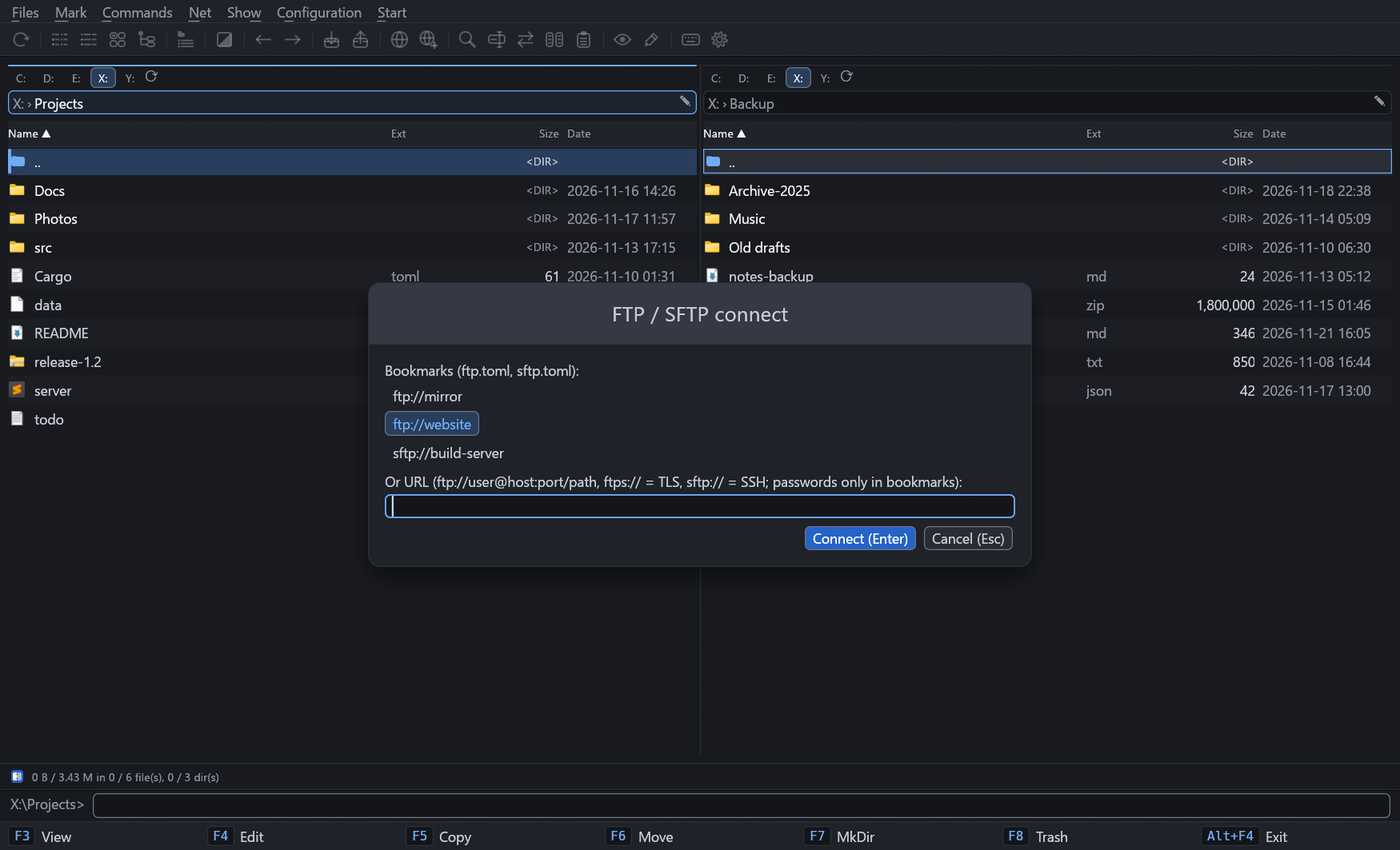 Files Mark Commands Net Show Configuration Start
C: D: E: X: Y:
X: › Projects
Name ▲ Ext Size Date
.. <DIR>
Docs <DIR> 2026-11-16 14:26
Photos <DIR> 2026-11-17 11:57
src <DIR> 2026-11-13 17:15
Cargo toml 61 2026-11-10 01:31
data
README
release-1.2
server
todo
C: D: E: X: Y:
X: › Backup
Name ▲ Ext Size Date
.. <DIR>
Archive-2025 <DIR> 2026-11-18 22:38
Music <DIR> 2026-11-14 05:09
Old drafts <DIR> 2026-11-10 06:30
notes-backup md 24 2026-11-13 05:12
zip 1,800,000 2026-11-15 01:46
md 346 2026-11-21 16:05
txt 850 2026-11-08 16:44
json 42 2026-11-17 13:00
FTP / SFTP connect
Bookmarks (ftp.toml, sftp.toml):
ftp://mirror
ftp://website
sftp://build-server
Or URL (ftp://user@host:port/path, ftps:// = TLS, sftp:// = SSH; passwords only in bookmarks):
Connect (Enter) Cancel (Esc)
0 B / 3.43 M in 0 / 6 file(s), 0 / 3 dir(s)
X:\Projects>
F3 View F4 Edit F5 Copy F6 Move F7 MkDir F8 Trash Alt+F4 Exit